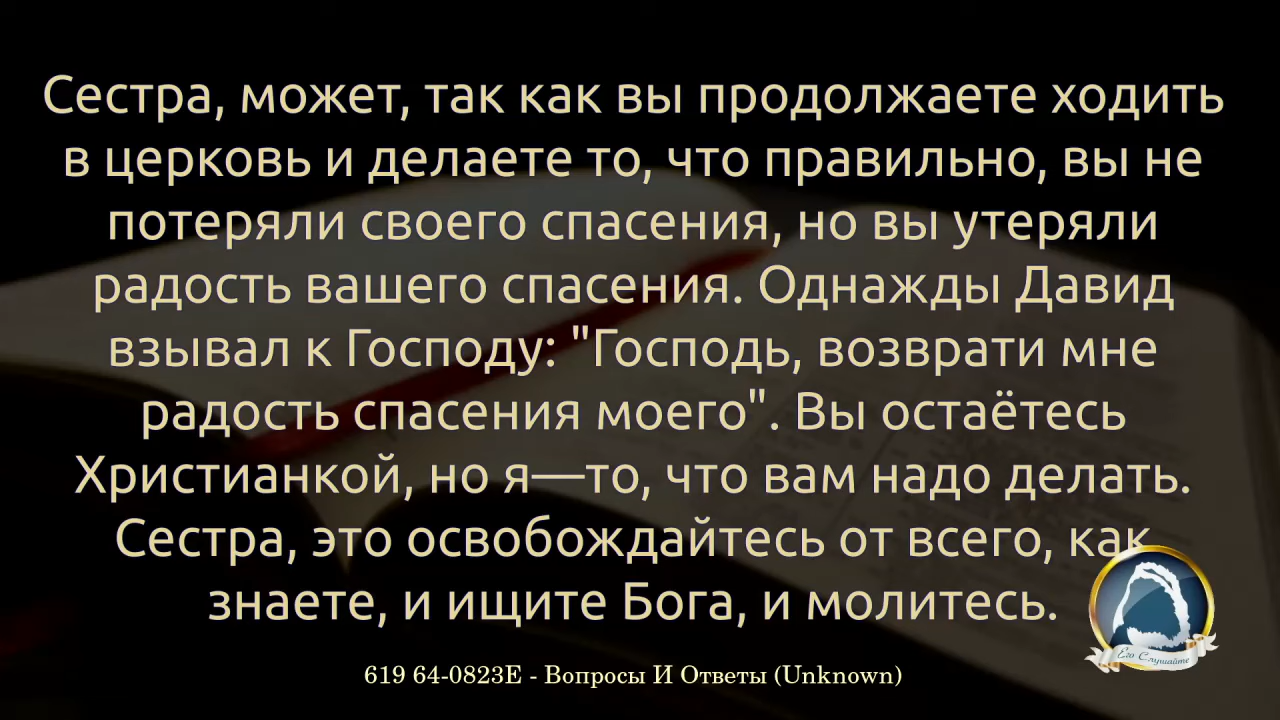 Сестра, может, так как вы продолжаете ходить
в церковь и делаете то, что правильно, вы не
потеряли своего спасения, но вы утеряли
радость вашего спасения. Однажды Давид
взывал к Господу: "Господь, возврати мне
радость спасения моего". Вы остаётесь
Христианкой, но я—то, что вам надо делать.
Сестра, это освобождайтесь от всего, как
знаете, и ищите Бога, и молитесь.
Его Слушайте
619 64-0823E - Вопросы И Ответы (Unknown)